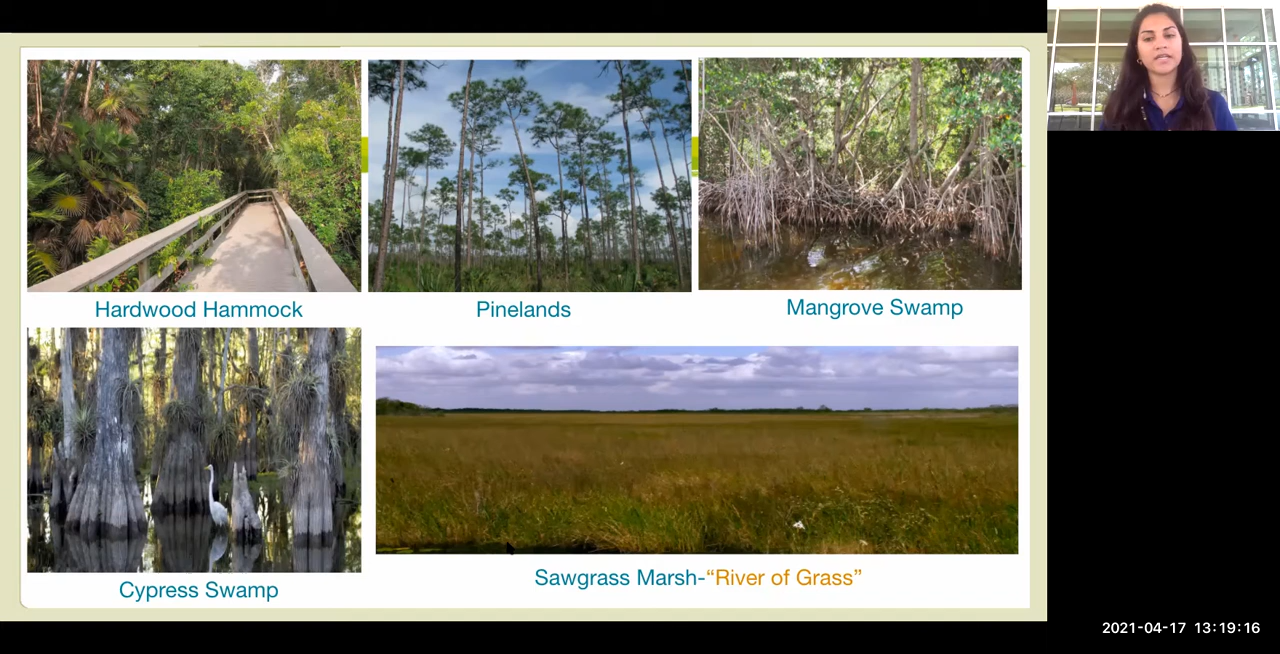 Hardwood Hammock
Pinelands
Mangrove Swamp
Cypress Swamp
Sawgrass Marsh-“River of Grass”
2021-04-17 13:19:16